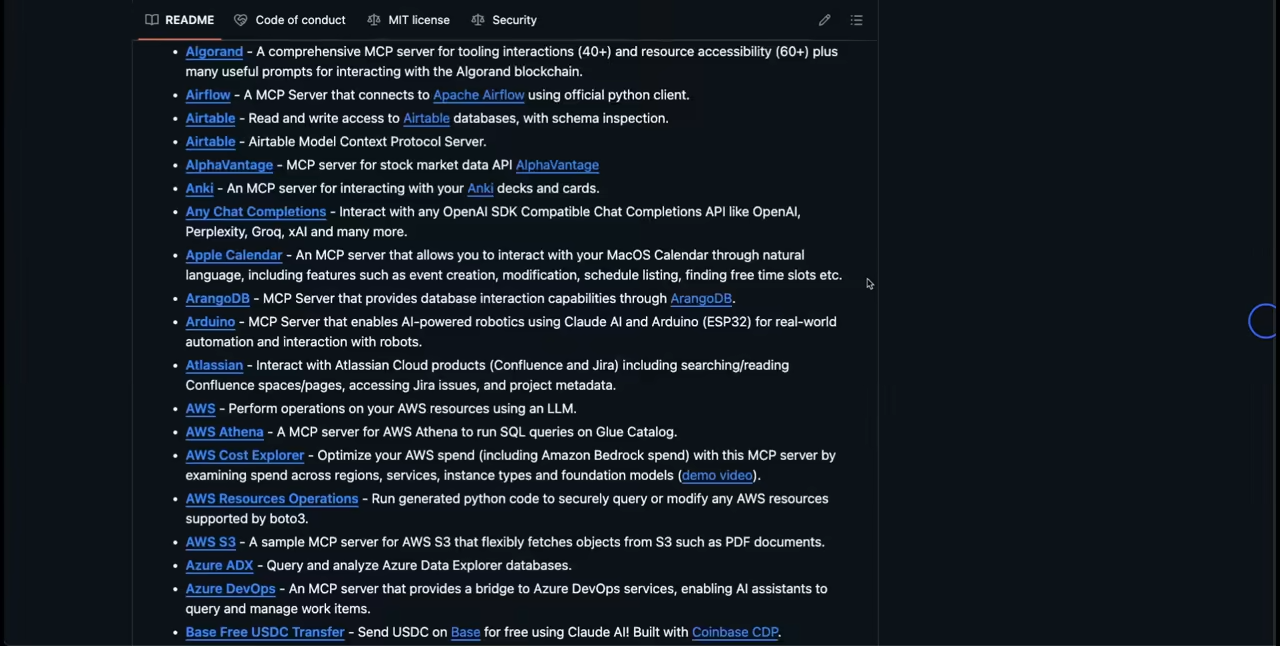 README Code of conduct MIT license Security
• Algorand - A comprehensive MCP server for tooling interactions (40+) and resource accessibility (60+) plus
many useful prompts for interacting with the Algorand blockchain.
• Airflow - A MCP Server that connects to Apache Airflow using official python client.
• Airtable - Read and write access to Airtable databases, with schema inspection.
• Airtable - Airtable Model Context Protocol Server.
• AlphaVantage - MCP server for stock market data API AlphaVantage
• Anki - An MCP server for interacting with your Anki decks and cards.
• Any Chat Completions - Interact with any OpenAI SDK Compatible Chat Completions API like OpenAI,
Perplexity, Groq, xAI and many more.
• Apple Calendar - An MCP server that allows you to interact with your MacOS Calendar through natural
language, including features such as event creation, modification, schedule listing, finding free time slots etc.
• ArangoDB - MCP Server that provides database interaction capabilities through ArangoDB.
• Arduino - MCP Server that enables AI-powered robotics using Claude AI and Arduino (ESP32) for real-world
automation and interaction with robots.
• Atlassian - Interact with Atlassian Cloud products (Confluence and Jira) including searching/reading
Confluence spaces/pages, accessing Jira issues, and project metadata.
• AWS - Perform operations on your AWS resources using an LLM.
• AWS Athena - A MCP server for AWS Athena to run SQL queries on Glue Catalog.
• AWS Cost Explorer - Optimize your AWS spend (including Amazon Bedrock spend) with this MCP server by
examining spend across regions, services, instance types and foundation models (demo video).
• AWS Resources Operations - Run generated python code to securely query or modify any AWS resources
supported by boto3.
• AWS S3 - A sample MCP server for AWS S3 that flexibly fetches objects from S3 such as PDF documents.
• Azure ADX - Query and analyze Azure Data Explorer databases.
• Azure DevOps - An MCP server that provides a bridge to Azure DevOps services, enabling AI assistants to
query and manage work items.
• Base Free USDC Transfer - Send USDC on Base for free using Claude AI! Built with Coinbase CDP.